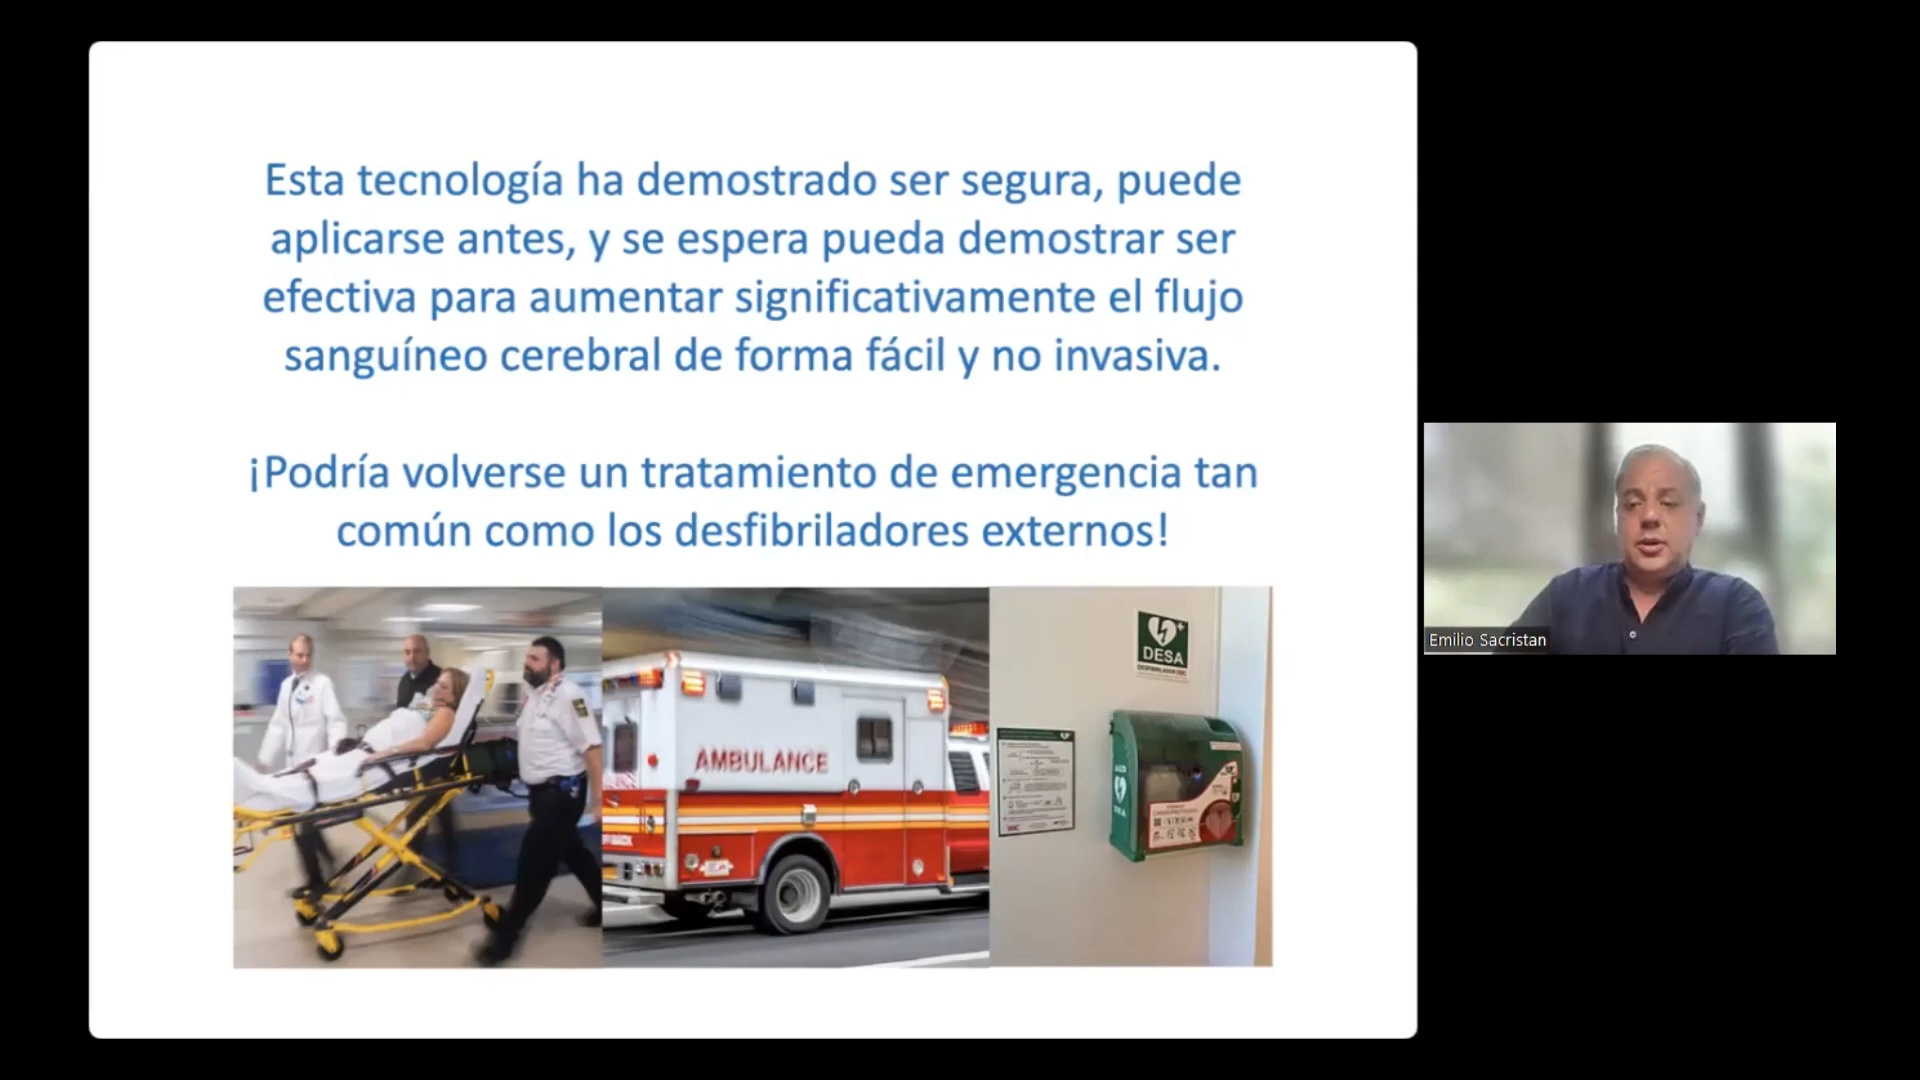 Esta tecnología ha demostrado ser segura, puede
aplicarse antes, y se espera pueda demostrar ser
efectiva para aumentar significativamente el flujo
sanguíneo cerebral de forma fácil y no invasiva.
¡Podría volverse un tratamiento de emergencia tan
común como los desfibriladores externos!
AMBULANCE
DESA
Emilio Sacristan